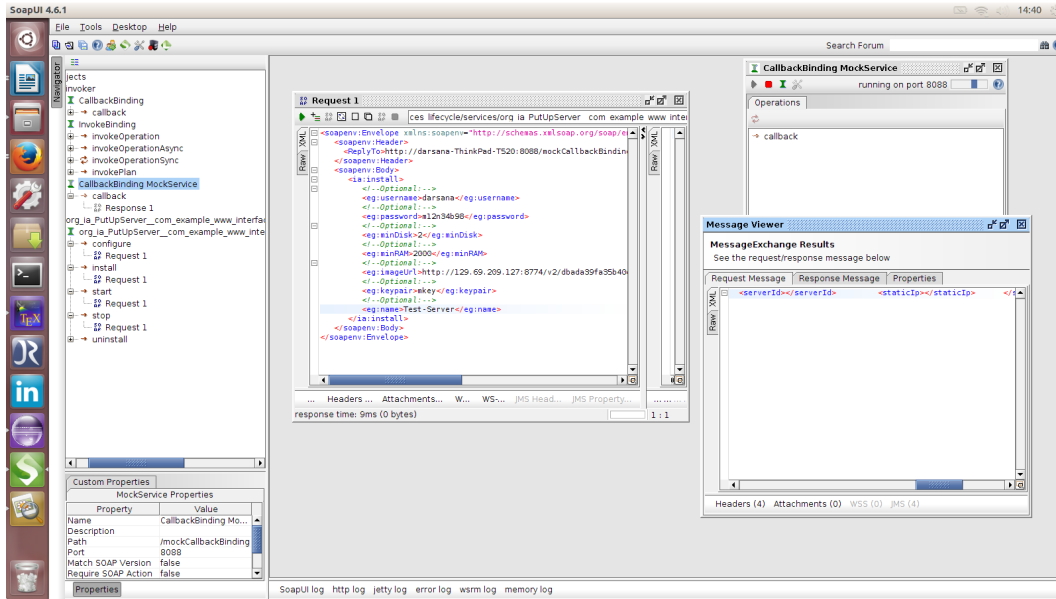 SoapUI 4.6.1
14:40
File Tools Desktop Help
Search Forum
Navigator
jects
invoker
CallbackBinding
callback
InvokeBinding
invokeOperation
invokeOperationAsync
invokeOperationSync
invokePlan
CallbackBinding MockService
callback
Response 1
org_ia_PutUpServer__com_example_www_interfac
org_ia_PutUpServer__com_example_www_inte
configure
Request 1
install
Request 1
start
Request 1
stop
Request 1
uninstall
Custom Properties
MockService Properties
Property Value
Name CallbackBinding Mo...
Description
Path /mockCallbackBinding
Port 8088
Match SOAP Version false
Require SOAP Action false
Properties
Request 1
ces lifecycle/services/org ia PutUpServer com example www inter
XML
Raw
<soapenv:Envelope xmlns:soapenv="http://schemas.xmlsoap.org/soap/e
<soapenv:Header>
<ReplyTo>http://darsana-ThinkPad-T520:8088/mockCallbackBinding
</soapenv:Header>
<soapenv:Body>
<ia:install>
<!--Optional:-->
<eg:username>darsana</eg:username>
<!--Optional:-->
<eg:password>m12n34b98</eg:password>
<!--Optional:-->
<eg:minDisk>2</eg:minDisk>
<!--Optional:-->
<eg:minRAM>2000</eg:minRAM>
<!--Optional:-->
<eg:imageUrl>http://129.69.209.127:8774/v2/dbada39fa35b40
<!--Optional:-->
<eg:keypair>mkey</eg:keypair>
<!--Optional:-->
<eg:name>Test-Server</eg:name>
</ia:install>
</soapenv:Body>
</soapenv:Envelope>
XML
Raw
... Headers ... Attachments... W... WS-... JMS Head... JMS Property...
response time: 9ms (0 bytes)
1 : 1
CallbackBinding MockService
running on port 8088
Operations
callback
Message Viewer
MessageExchange Results
See the request/response message below
Request Message Response Message Properties
XML
Raw
<serverId></serverId> <staticIp></staticIp>
Headers (4) Attachments (0) WSS (0) JMS (4)
SoapUI log http log jetty log error log wsrm log memory log
TEX
JR
in
S